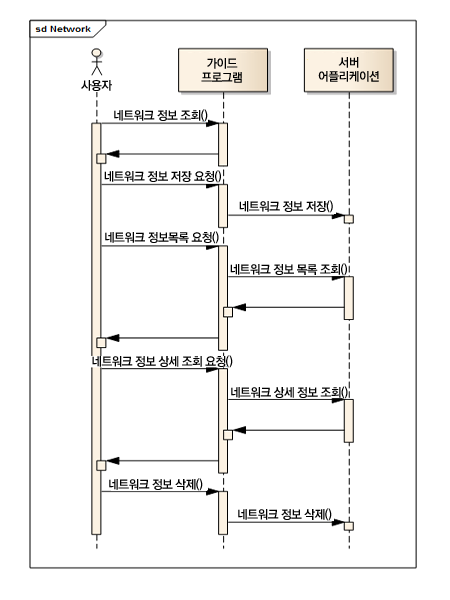 sd Network
사용자
가이드
프로그램
서버
어플리케이션
네트워크 정보 조회()
네트워크 정보 저장 요청()
네트워크 정보 저장()
네트워크 정보목록 요청()
네트워크 정보 목록 조회()
네트워크 정보 상세 조회 요청()
네트워크 상세 정보 조회()
네트워크 정보 삭제()
네트워크 정보 삭제()